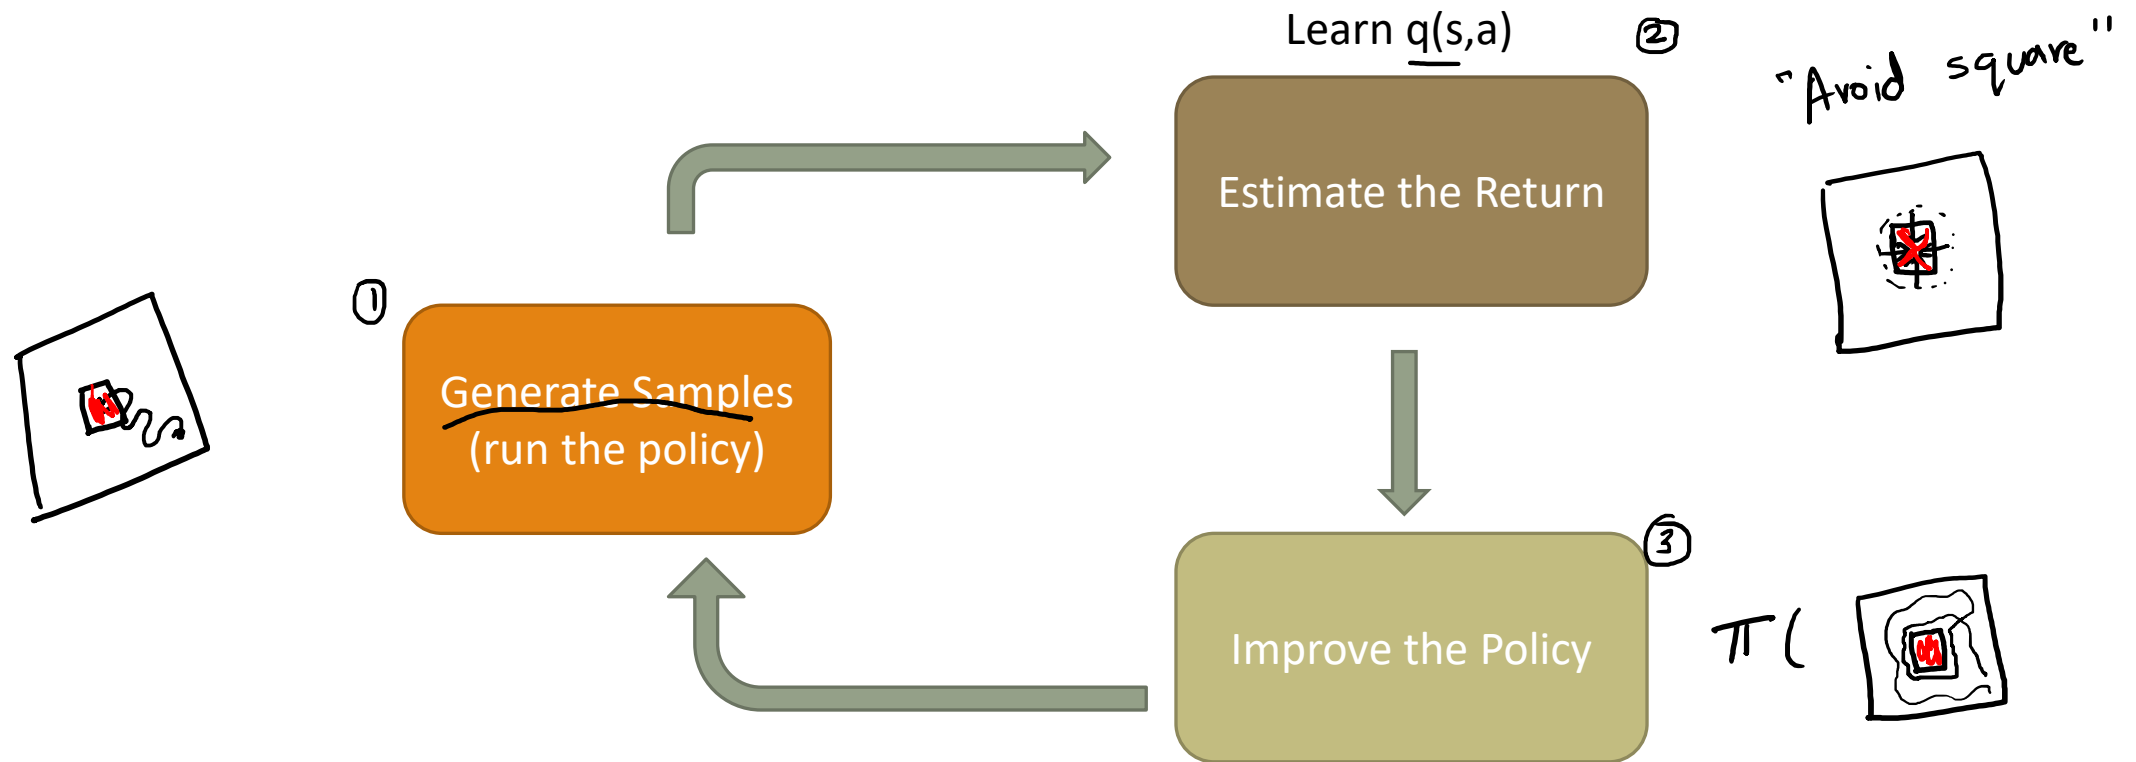 ①
Generate Samples
(run the policy)
Learn q(s,a)
②
Estimate the Return
"Avoid square"
③
Improve the Policy
π(